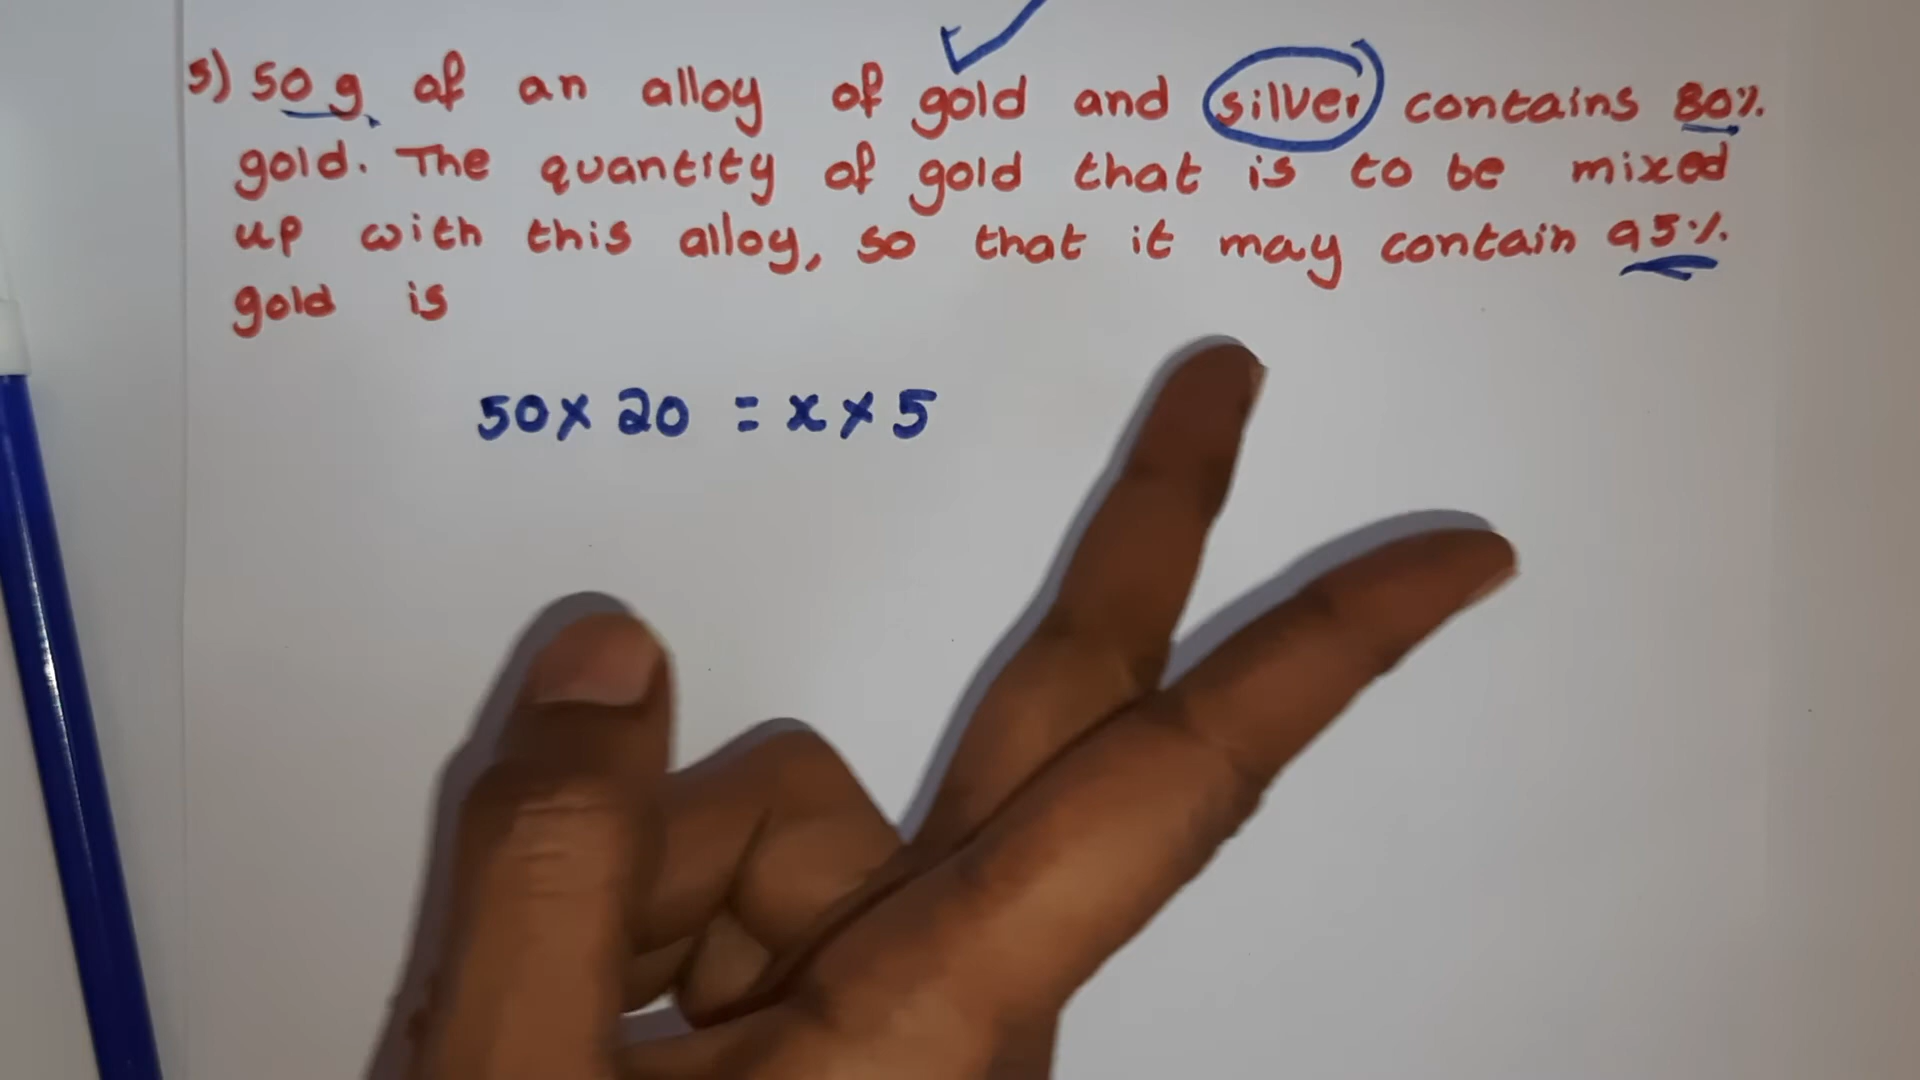 5) 50 g of an alloy of gold and silver contains 80%
gold. The quantity of gold that is to be mixed
up with this alloy, so that it may contain 95%
gold is
50 x 20 = x x 5